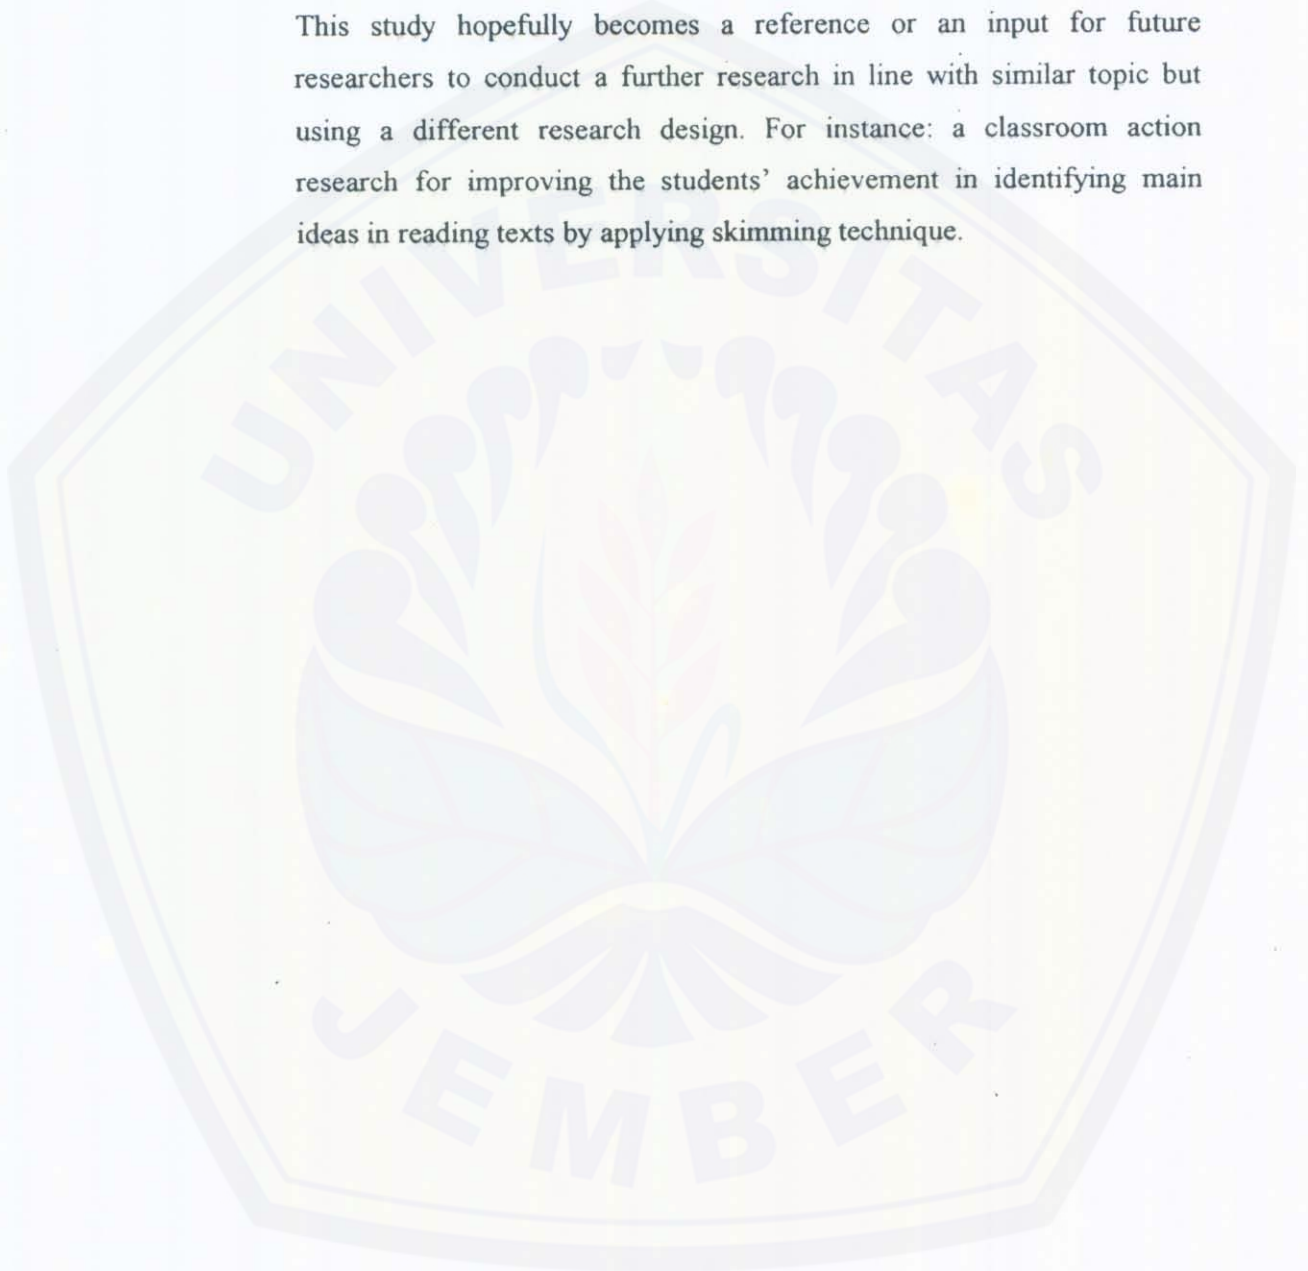 This study hopefully becomes a reference or an input for future
researchers to conduct a further research in line with similar topic but
using a different research design. For instance: a classroom action
research for improving the students’ achievement in identifying main
ideas in reading texts by applying skimming technique.
UNIVERSITAS
JEMBER